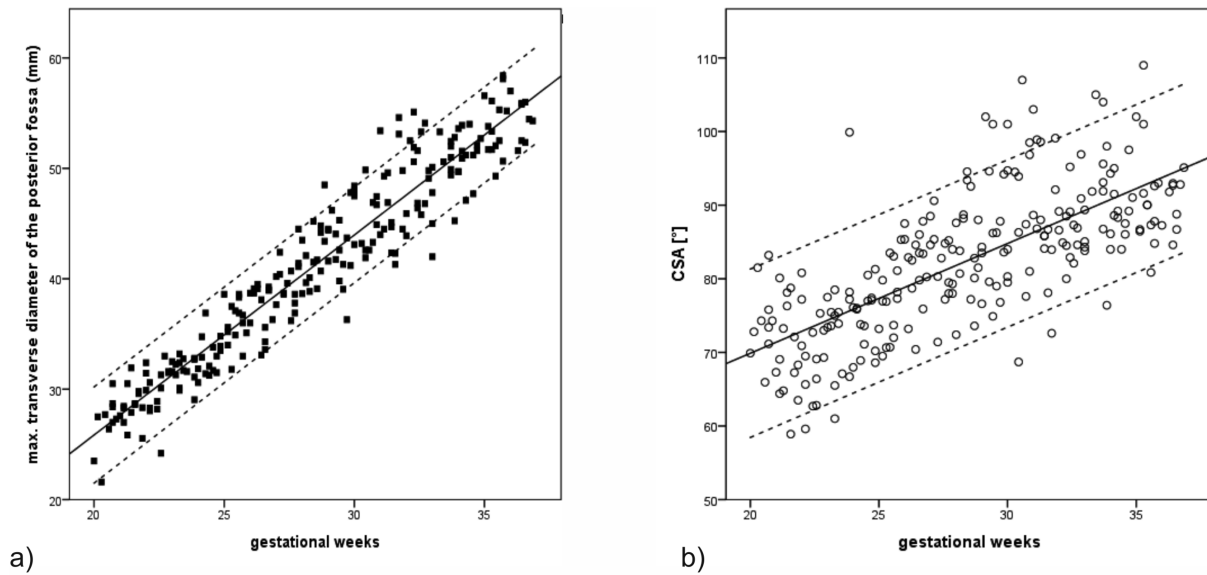 max. transverse diameter of the posterior fossa (mm)
60
50
40
30
20
20 25 30 35
gestational weeks
a)
CSA [°]
110
100
90
80
70
60
50
20 25 30 35
gestational weeks
b)